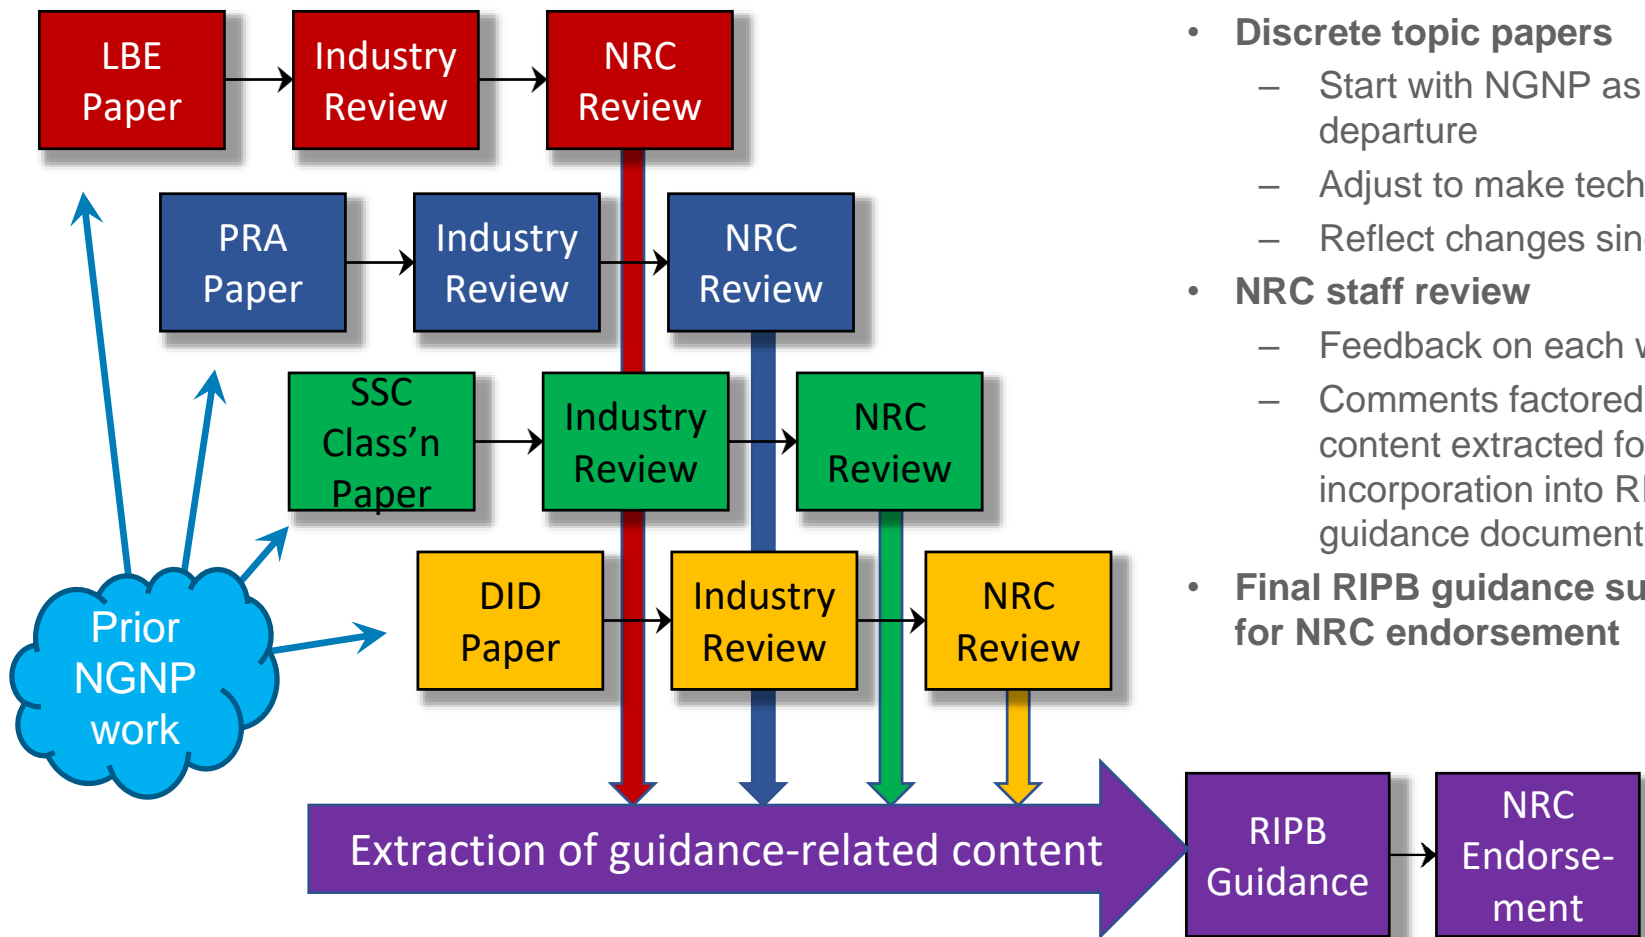 LBE
Paper
Industry
Review
NRC
Review
PRA
Paper
Industry
Review
NRC
Review
SSC
Class’n
Paper
Industry
Review
NRC
Review
DID
Paper
Industry
Review
NRC
Review
Prior
NGNP
work
Extraction of guidance-related content
RIPB
Guidance
NRC
Endorse-
ment
• Discrete topic papers
– Start with NGNP as
departure
– Adjust to make tech
– Reflect changes sin
• NRC staff review
– Feedback on each
– Comments factored
content extracted fo
incorporation into
guidance document
• Final RIPB guidance su
for NRC endorsement